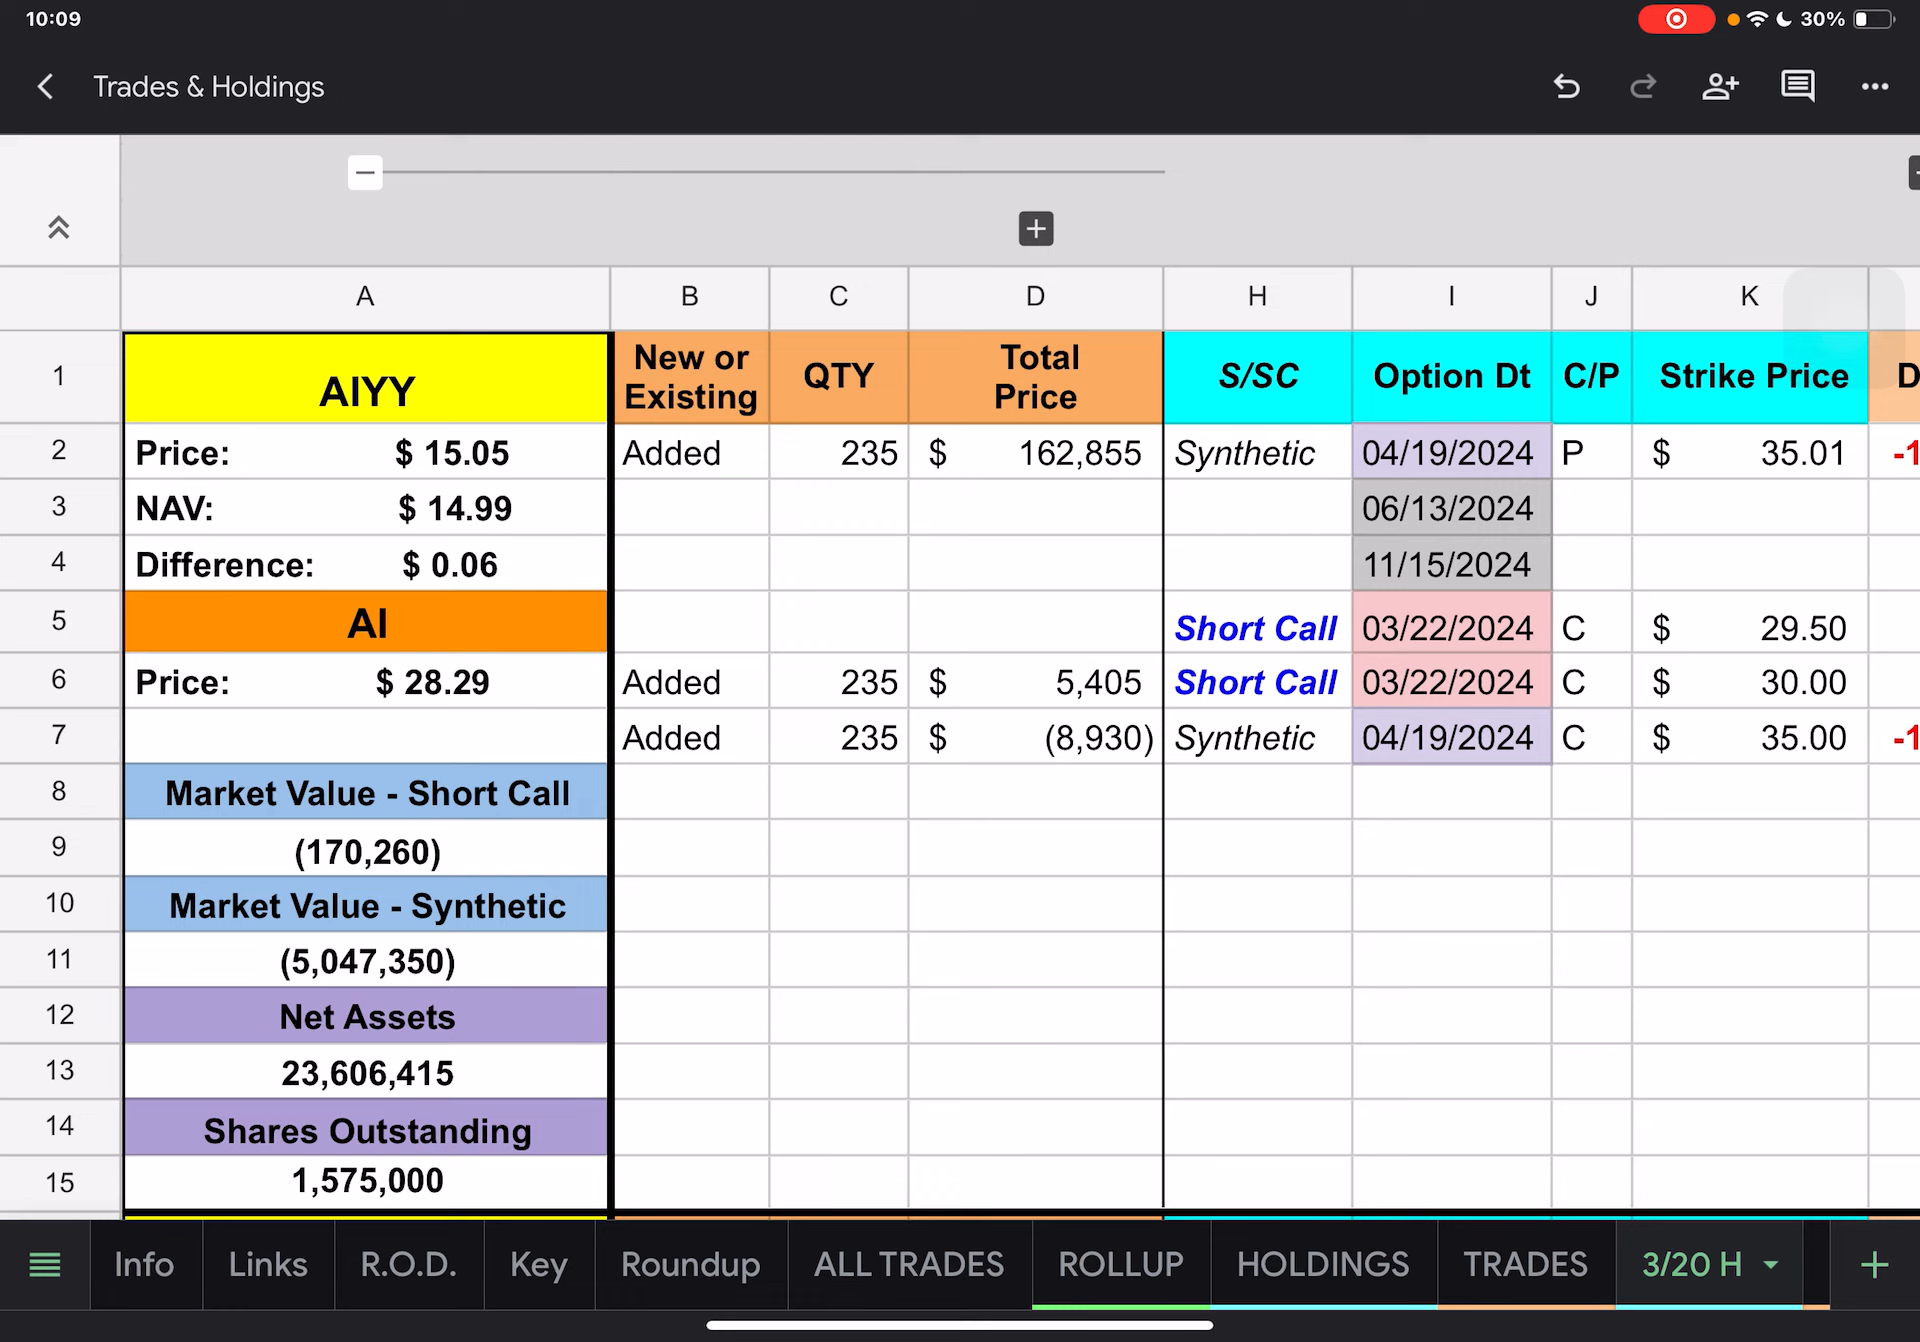 10:09
30%
Trades & Holdings
A B C D H I J K
1 AIYY New or Existing QTY Total Price S/SC Option Dt C/P Strike Price D
2 Price: $ 15.05 Added 235 $ 162,855 Synthetic 04/19/2024 P $ 35.01 -1
3 NAV: $ 14.99 06/13/2024
4 Difference: $ 0.06 11/15/2024
5 AI Short Call 03/22/2024 C $ 29.50
6 Price: $ 28.29 Added 235 $ 5,405 Short Call 03/22/2024 C $ 30.00
7 Added 235 $ (8,930) Synthetic 04/19/2024 C $ 35.00 -1
8 Market Value - Short Call
9 (170,260)
10 Market Value - Synthetic
11 (5,047,350)
12 Net Assets
13 23,606,415
14 Shares Outstanding
15 1,575,000
Info Links R.O.D. Key Roundup ALL TRADES ROLLUP HOLDINGS TRADES 3/20 H